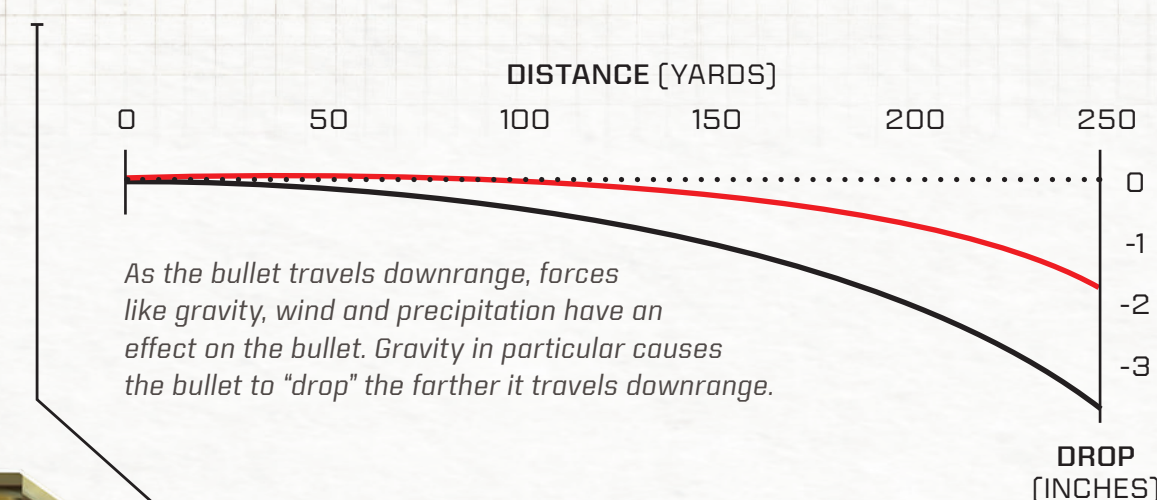 DISTANCE (YARDS)
0 50 100 150 200 250
0
-1
-2
-3
As the bullet travels downrange, forces
like gravity, wind and precipitation have an
effect on the bullet. Gravity in particular causes
the bullet to “drop” the farther it travels downrange.
DROP
(INCHES)